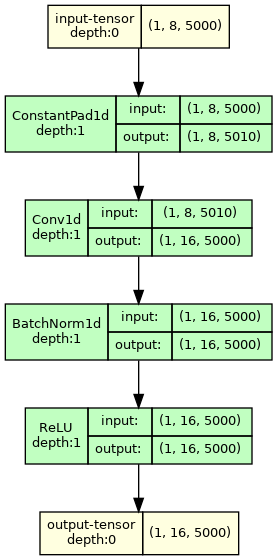 input-tensor
depth:0
(1, 8, 5000)
ConstantPad1d
depth:1
input:
(1, 8, 5000)
output:
(1, 8, 5010)
Conv1d
depth:1
input:
(1, 8, 5010)
output:
(1, 16, 5000)
BatchNorm1d
depth:1
input:
(1, 16, 5000)
output:
(1, 16, 5000)
ReLU
depth:1
input:
(1, 16, 5000)
output:
(1, 16, 5000)
output-tensor
depth:0
(1, 16, 5000)